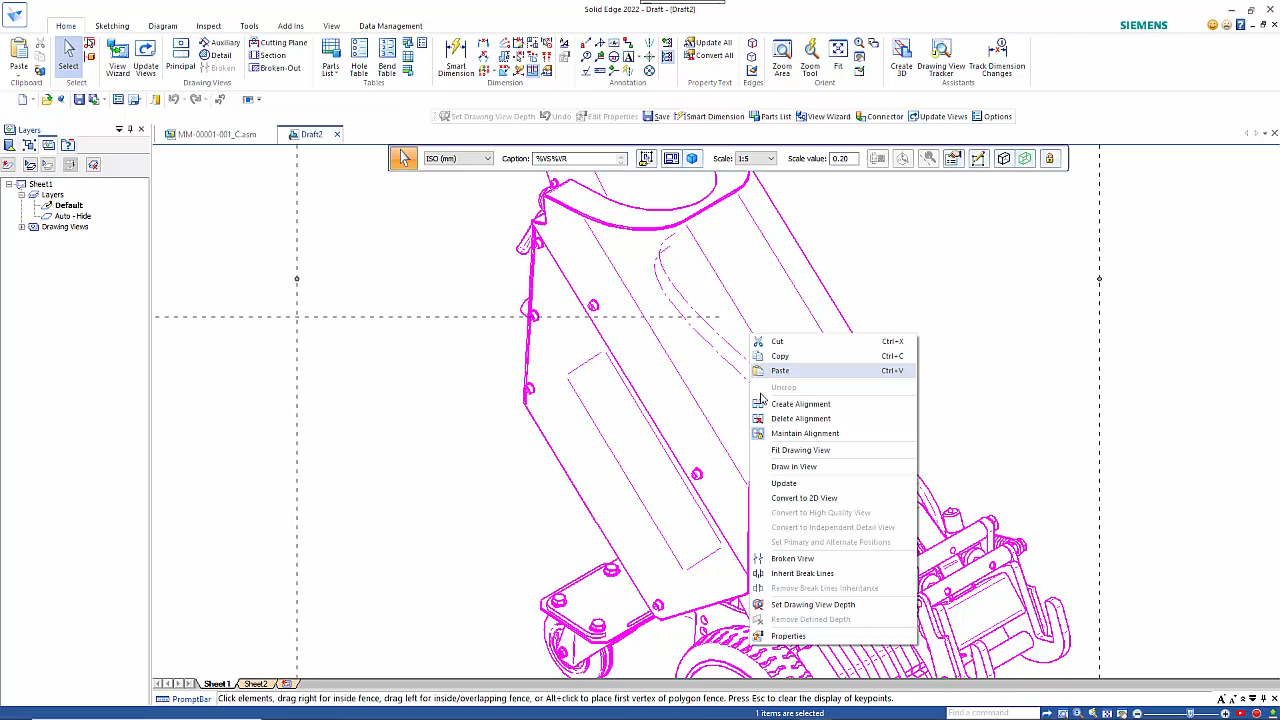 Solid Edge 2022 - Draft - [Draft2]
Home Sketching Diagram Inspect Tools Add Ins View Data Management
SIEMENS
Paste
Select
View Wizard
Update Views
Principal
Auxiliary
Broken
Cutting Plane
Section
Broken-Out
Parts List
Hole Table
Bend Table
Smart Dimension
Update All
Convert All
Zoom Area
Zoom Tool
Fit
Create 3D
Drawing View Tracker
Track Dimension Changes
Clipboard Select Drawing Views Tables Dimension Annotation Property Text Edges Orient Assistants
Set Drawing View Depth Undo Edit Properties Save Smart Dimension Parts List View Wizard Connector Update Views Options
Layers
MM-00001-001_C.asm Draft2
ISO (mm) Caption: %VS%VR Scale: 1:5 Scale value: 0.20
Sheet1
Layers
Default
Auto - Hide
Drawing Views
Cut Ctrl+X
Copy Ctrl+C
Paste Ctrl+V
Uncrop
Create Alignment
Delete Alignment
Maintain Alignment
Fit Drawing View
Draw in View
Update
Convert to 2D View
Convert to High Quality View
Convert to Independent Detail View
Set Primary and Alternate Positions
Broken View
Inherit Break Lines
Remove Break Lines Inheritance
Set Drawing View Depth
Remove Defined Depth
Properties
Sheet1 Sheet2
PromptBar Click elements, drag right for inside fence, drag left for inside/overlapping fence, or Alt+click to place first vertex of polygon fence. Press Esc to clear the display of keypoints.
1 items are selected
Find a command